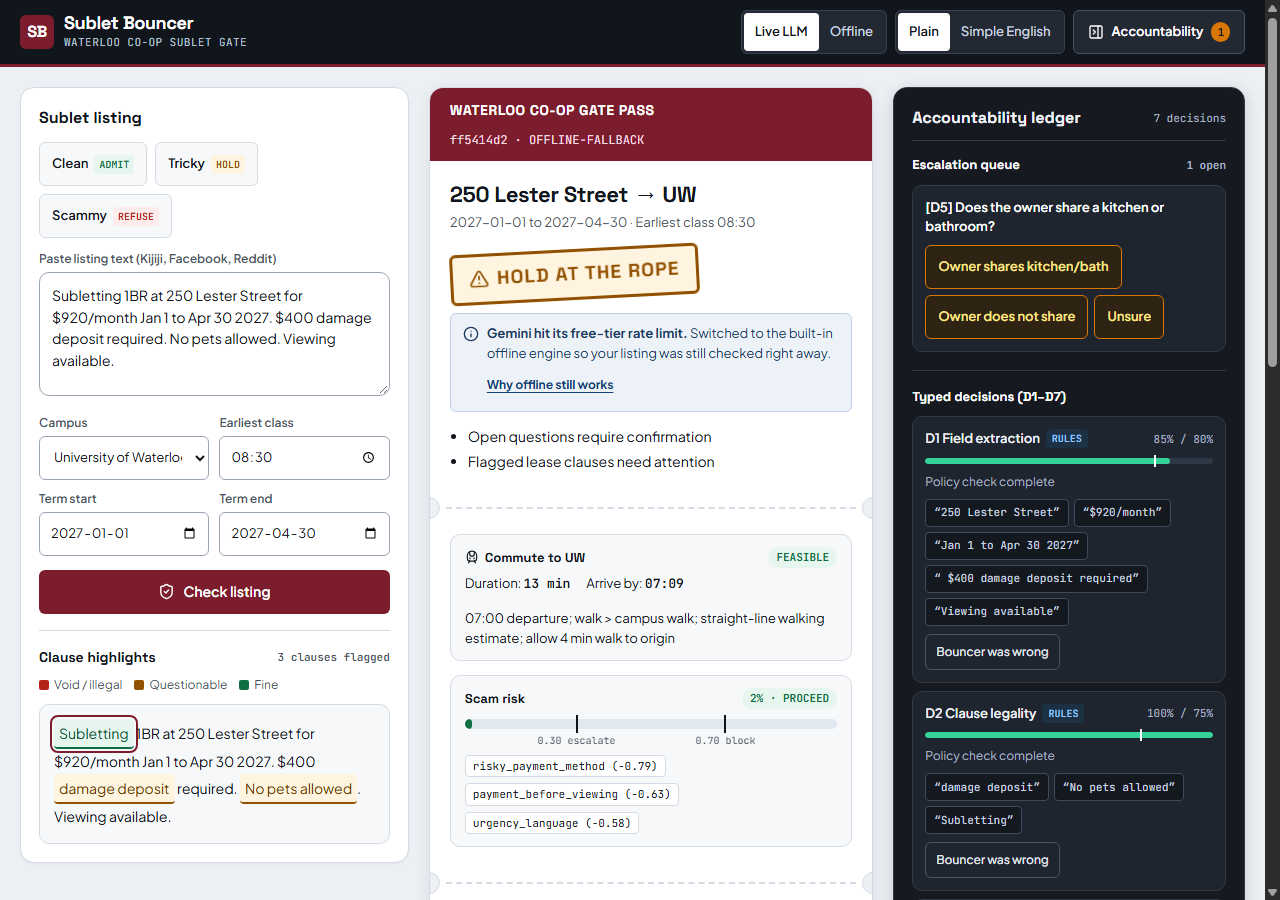 SB
Sublet Bouncer
WATERLOO CO-OP SUBLET GATE
Live LLM
Offline
Plain
Simple English
Accountability
1
Sublet listing
Clean ADMIT
Tricky HOLD
Scammy REFUSE
Paste listing text (Kijiji, Facebook, Reddit)
Subletting 1BR at 250 Lester Street for
$920/month Jan 1 to Apr 30 2027. $400 damage
deposit required. No pets allowed. Viewing
available.
Campus
Earliest class
University of Waterlo
08:30
Term start
Term end
2027-01-01
2027-04-30
Check listing
Clause highlights
3 clauses flagged
Void / illegal
Questionable
Fine
Subletting 1BR at 250 Lester Street for
$920/month Jan 1 to Apr 30 2027. $400
damage deposit required. No pets allowed .
Viewing available.
WATERLOO CO-OP GATE PASS
ff5414d2 · OFFLINE-FALLBACK
250 Lester Street → UW
2027-01-01 to 2027-04-30 · Earliest class 08:30
HOLD AT THE ROPE
Gemini hit its free-tier rate limit. Switched to the built-in
offline engine so your listing was still checked right away.
Why offline still works
• Open questions require confirmation
• Flagged lease clauses need attention
Commute to UW
FEASIBLE
Duration: 13 min Arrive by: 07:09
07:00 departure; walk > campus walk; straight-line walking
estimate; allow 4 min walk to origin
Scam risk
2% · PROCEED
0.30 escalate
0.70 block
risky_payment_method (-0.79)
payment_before_viewing (-0.63)
urgency_language (-0.58)
Accountability ledger
7 decisions
Escalation queue
1 open
[D5] Does the owner share a kitchen or
bathroom?
Owner shares kitchen/bath
Owner does not share
Unsure
Typed decisions (D1–D7)
D1 Field extraction RULES
85% / 80%
Policy check complete
“250 Lester Street”
“$920/month”
“Jan 1 to Apr 30 2027”
“ $400 damage deposit required”
“Viewing available”
Bouncer was wrong
D2 Clause legality RULES
100% / 75%
Policy check complete
“damage deposit”
“No pets allowed”
“Subletting”
Bouncer was wrong